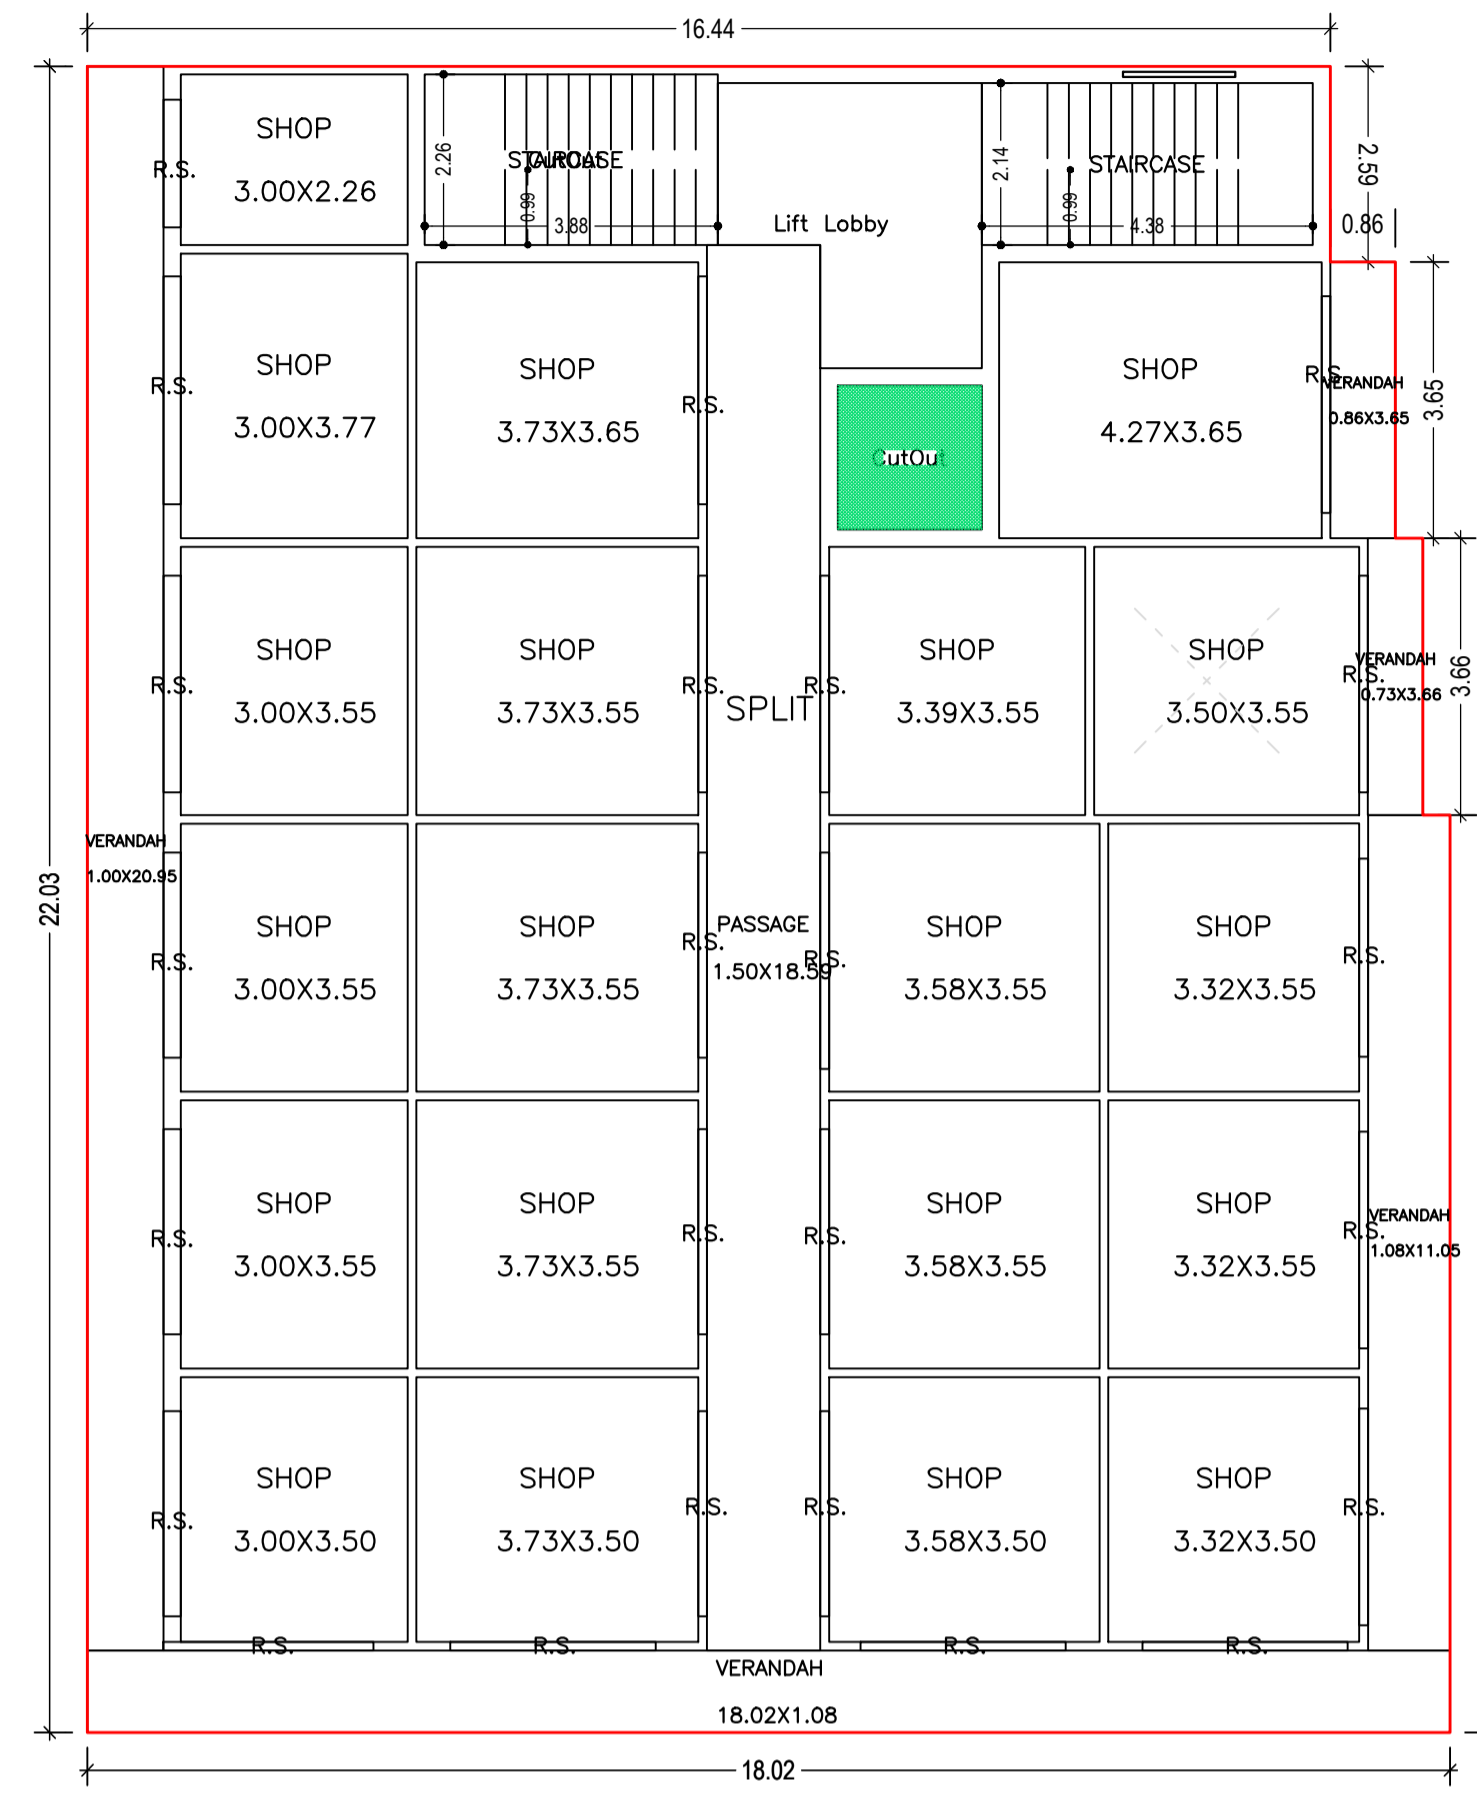 16.44
SHOP
3.00X2.26
R.S.
2.26
STAIRCASE
CutOut
0.99
3.88
Lift Lobby
2.14
STAIRCASE
0.99
4.38
2.59
0.86
SHOP
3.00X3.77
R.S.
SHOP
3.73X3.65
R.S.
CutOut
SHOP
4.27X3.65
R.S.
VERANDAH
0.86X3.65
3.65
SHOP
3.00X3.55
R.S.
SHOP
3.73X3.55
R.S.
SPLIT
R.S.
SHOP
3.39X3.55
SHOP
3.50X3.55
R.S.
VERANDAH
0.73X3.66
3.66
VERANDAH
1.00X20.95
22.03
SHOP
3.00X3.55
R.S.
SHOP
3.73X3.55
R.S.
PASSAGE
1.50X18.59
R.S.
SHOP
3.58X3.55
SHOP
3.32X3.55
R.S.
SHOP
3.00X3.55
R.S.
SHOP
3.73X3.55
R.S.
R.S.
SHOP
3.58X3.55
SHOP
3.32X3.55
R.S.
VERANDAH
1.08X11.05
SHOP
3.00X3.50
R.S.
SHOP
3.73X3.50
R.S.
R.S.
SHOP
3.58X3.50
SHOP
3.32X3.50
R.S.
R.S.
R.S.
R.S.
R.S.
VERANDAH
18.02X1.08
18.02